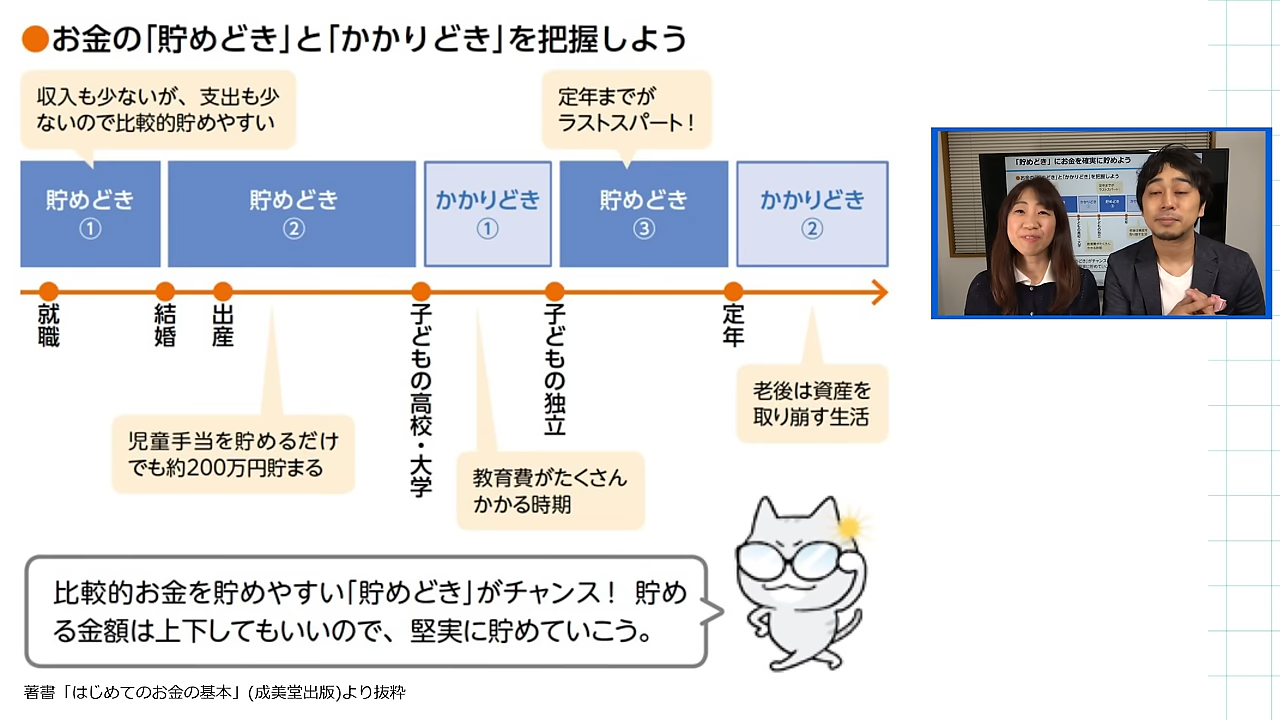 ●お金の「貯めどき」と「かかりどき」を把握しよう
収入も少ないが、支出も少
ないので比較的貯めやすい
定年までが
ラストスパート！
貯めどき
①
貯めどき
②
かかりどき
①
貯めどき
③
かかりどき
②
就職
結婚
出産
子どもの高校・大学
子どもの独立
定年
児童手当を貯めるだけ
でも約200万円貯まる
教育費がたくさん
かかる時期
老後は資産を
取り崩す生活
比較的お金を貯めやすい「貯めどき」がチャンス！ 貯め
る金額は上下してもいいので、堅実に貯めていこう。
著書「はじめてのお金の基本」(成美堂出版)より抜粋
「貯めどき」にお金を確実に貯めよう